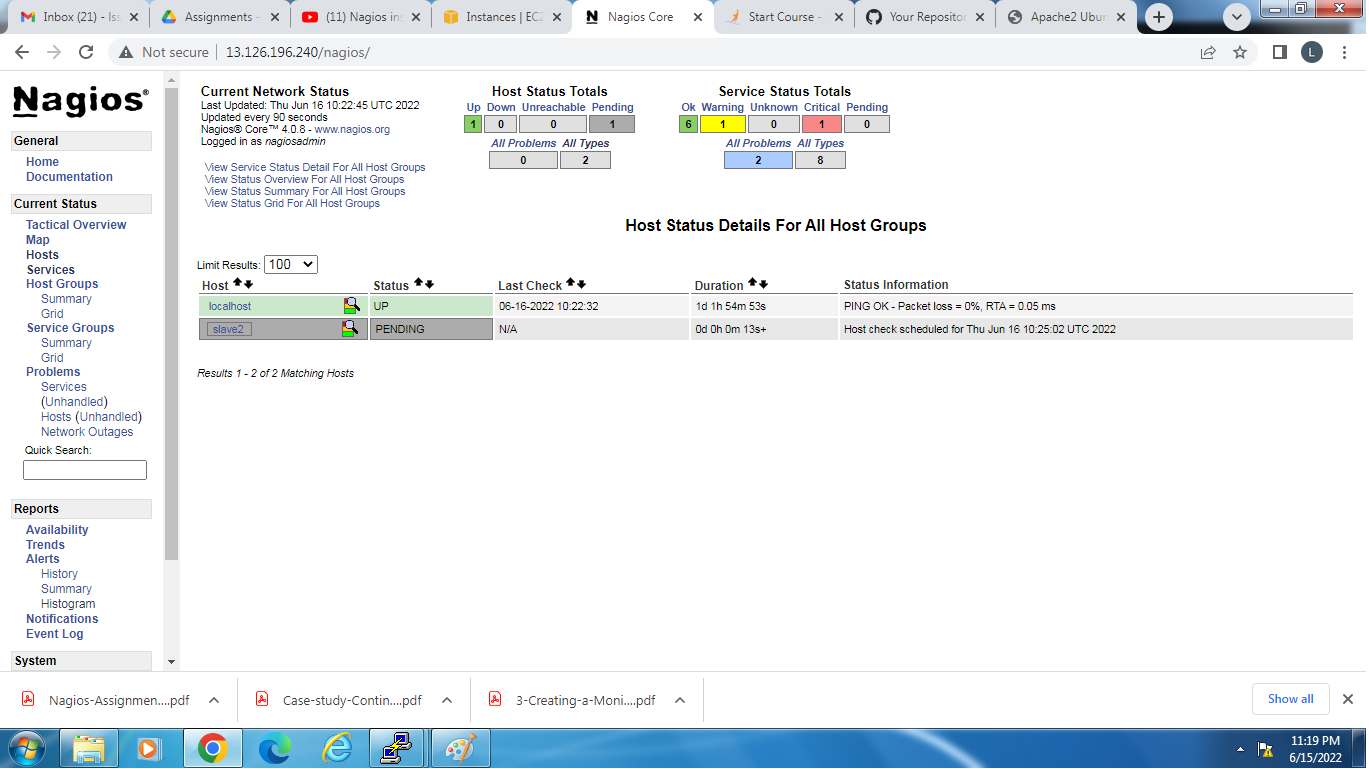 Inbox (21) - Iss
Assignments -
(11) Nagios ins
Instances | EC2
Nagios Core
Start Course -
Your Repositor
Apache2 Ubun
Not secure
13.126.196.240/nagios/
L
Nagios®
General
Home
Documentation
Current Status
Tactical Overview
Map
Hosts
Services
Host Groups
Summary
Grid
Service Groups
Summary
Grid
Problems
Services
(Unhandled)
Hosts (Unhandled)
Network Outages
Quick Search:
Reports
Availability
Trends
Alerts
History
Summary
Histogram
Notifications
Event Log
System
Current Network Status
Last Updated: Thu Jun 16 10:22:45 UTC 2022
Updated every 90 seconds
Nagios® Core™ 4.0.8 - www.nagios.org
Logged in as nagiosadmin
View Service Status Detail For All Host Groups
View Status Overview For All Host Groups
View Status Summary For All Host Groups
View Status Grid For All Host Groups
Host Status Totals
Up Down Unreachable Pending
1 0 0 1
All Problems All Types
0 2
Service Status Totals
Ok Warning Unknown Critical Pending
6 1 0 1 0
All Problems All Types
2 8
Host Status Details For All Host Groups
Limit Results: 100
Host Status Last Check Duration Status Information
localhost UP 06-16-2022 10:22:32 1d 1h 54m 53s PING OK - Packet loss = 0%, RTA = 0.05 ms
slave2 PENDING N/A 0d 0h 0m 13s+ Host check scheduled for Thu Jun 16 10:25:02 UTC 2022
Results 1 - 2 of 2 Matching Hosts
Nagios-Assignmen....pdf
Case-study-Contin....pdf
3-Creating-a-Moni....pdf
Show all
11:19 PM
6/15/2022